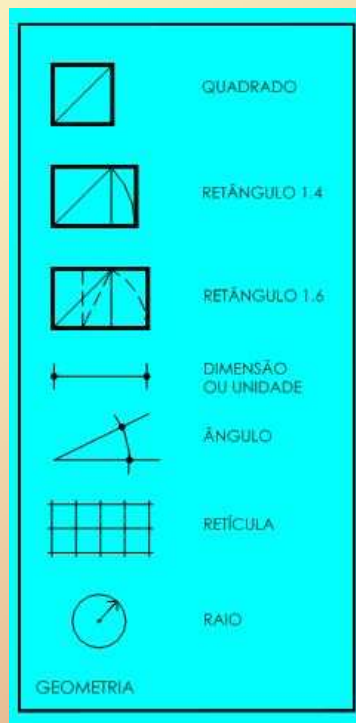 QUADRADO
RETÂNGULO 1.4
RETÂNGULO 1.6
DIMENSÃO
OU UNIDADE
ÂNGULO
RETÍCULA
RAIO
GEOMETRIA